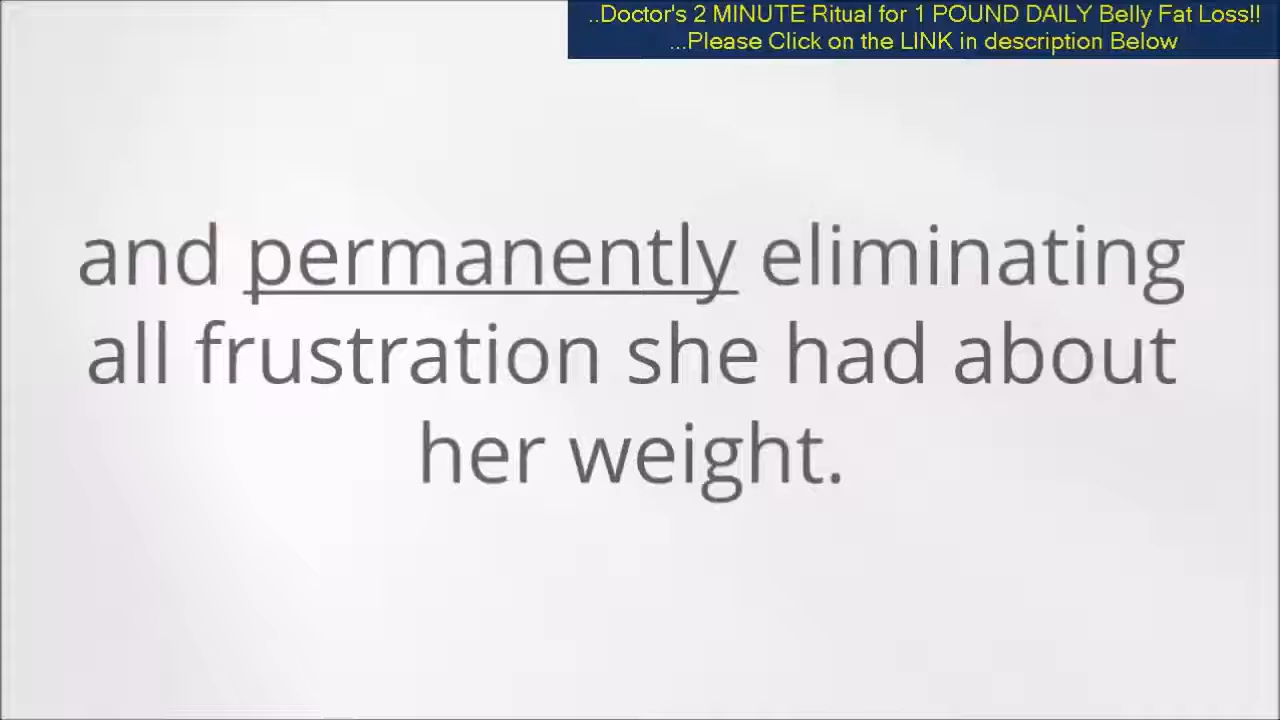 ..Doctor's 2 MINUTE Ritual for 1 POUND DAILY Belly Fat Loss!!
...Please Click on the LINK in description Below
and permanently eliminating
all frustration she had about
her weight.